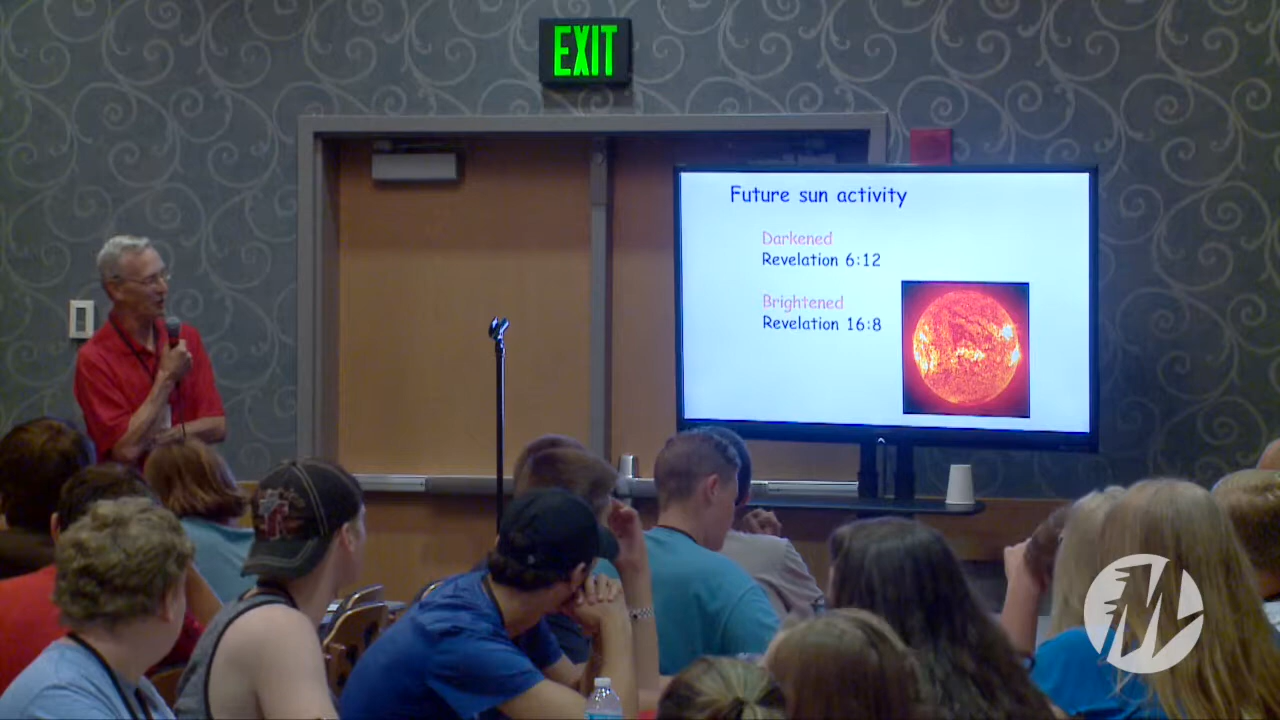 EXIT
Future sun activity
Darkened
Revelation 6:12
Brightened
Revelation 16:8
M